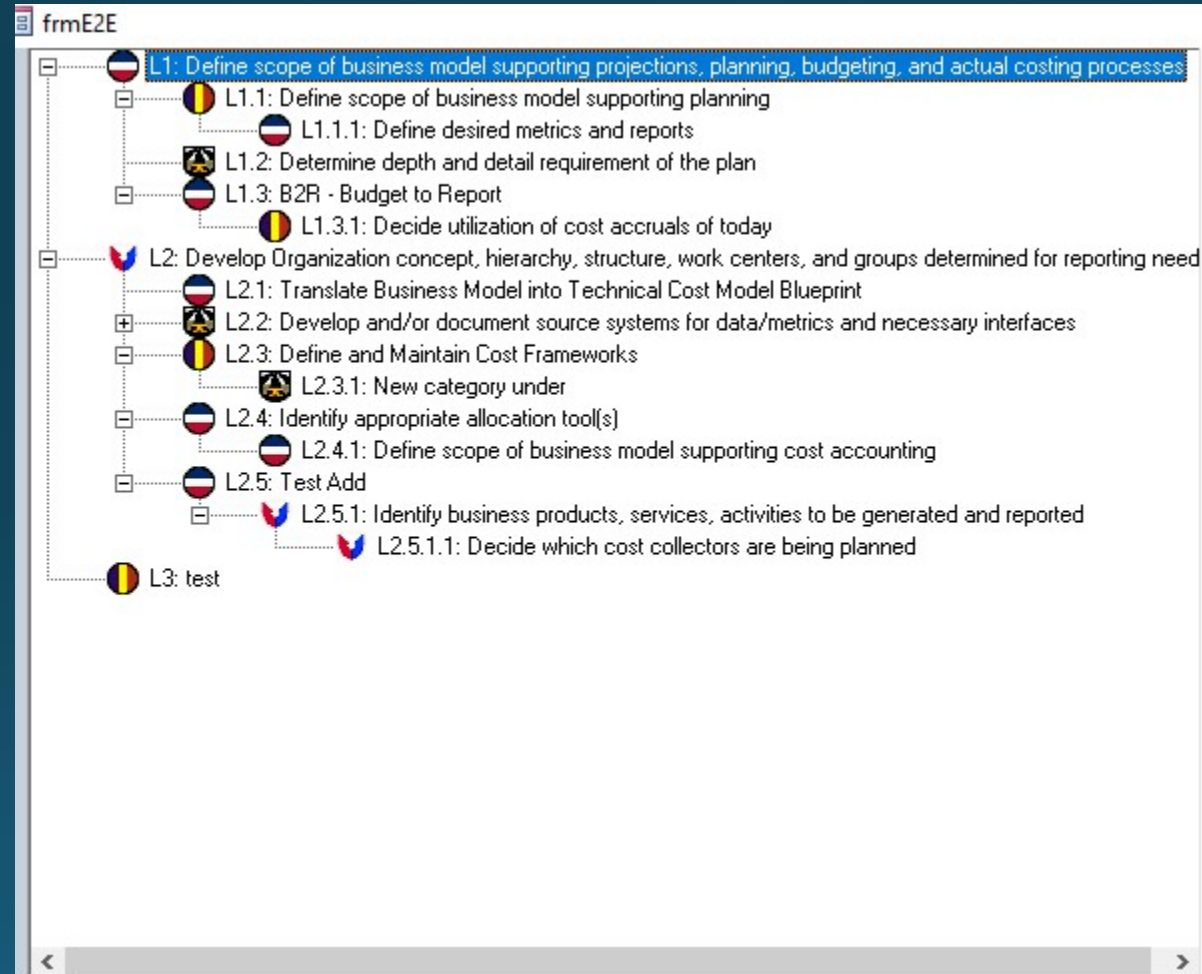 frmE2E
L1: Define scope of business model supporting projections, planning, budgeting, and actual costing processes
L1.1: Define scope of business model supporting planning
L1.1.1: Define desired metrics and reports
L1.2: Determine depth and detail requirement of the plan
L1.3: B2R - Budget to Report
L1.3.1: Decide utilization of cost accruals of today
L2: Develop Organization concept, hierarchy, structure, work centers, and groups determined for reporting need
L2.1: Translate Business Model into Technical Cost Model Blueprint
L2.2: Develop and/or document source systems for data/metrics and necessary interfaces
L2.3: Define and Maintain Cost Frameworks
L2.3.1: New category under
L2.4: Identify appropriate allocation tool(s)
L2.4.1: Define scope of business model supporting cost accounting
L2.5: Test Add
L2.5.1: Identify business products, services, activities to be generated and reported
L2.5.1.1: Decide which cost collectors are being planned
L3: test